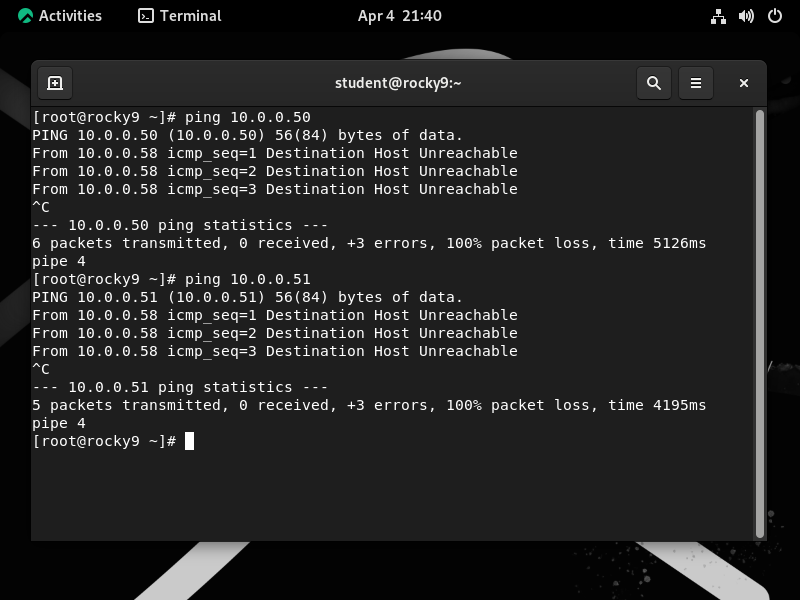 Activities Terminal Apr 4 21:40
student@rocky9:~
[root@rocky9 ~]# ping 10.0.0.50
PING 10.0.0.50 (10.0.0.50) 56(84) bytes of data.
From 10.0.0.58 icmp_seq=1 Destination Host Unreachable
From 10.0.0.58 icmp_seq=2 Destination Host Unreachable
From 10.0.0.58 icmp_seq=3 Destination Host Unreachable
^C
--- 10.0.0.50 ping statistics ---
6 packets transmitted, 0 received, +3 errors, 100% packet loss, time 5126ms
pipe 4
[root@rocky9 ~]# ping 10.0.0.51
PING 10.0.0.51 (10.0.0.51) 56(84) bytes of data.
From 10.0.0.58 icmp_seq=1 Destination Host Unreachable
From 10.0.0.58 icmp_seq=2 Destination Host Unreachable
From 10.0.0.58 icmp_seq=3 Destination Host Unreachable
^C
--- 10.0.0.51 ping statistics ---
5 packets transmitted, 0 received, +3 errors, 100% packet loss, time 4195ms
pipe 4
[root@rocky9 ~]#